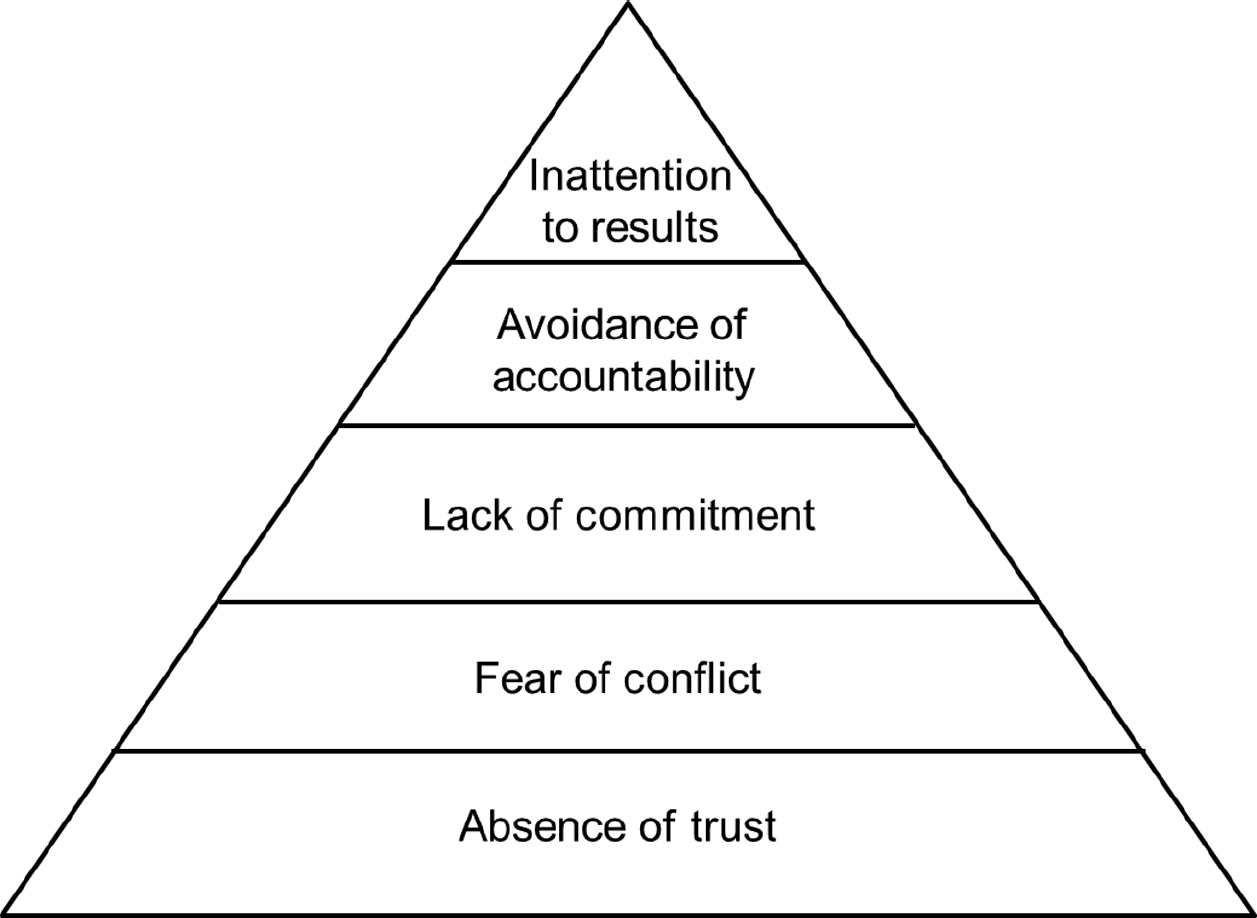 Inattention
to results
Avoidance of
accountability
Lack of commitment
Fear of conflict
Absence of trust